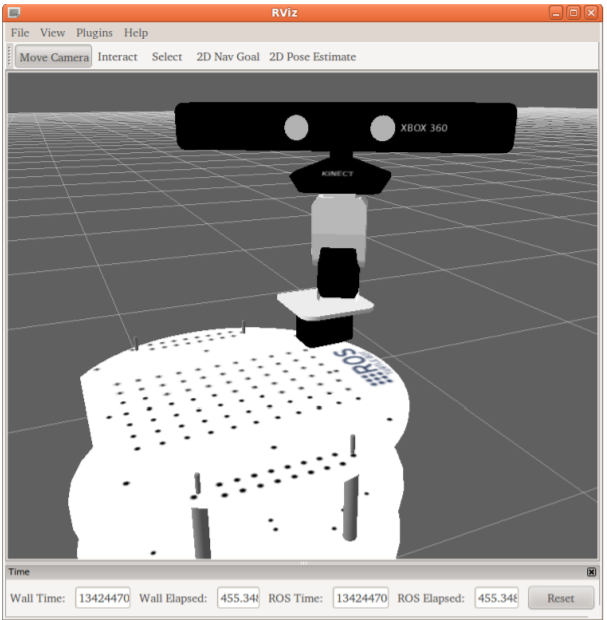 RViz
File View Plugins Help
Move Camera Interact Select 2D Nav Goal 2D Pose Estimate
XBOX 360
KINECT
ROS
Time
Wall Time: 13424470 Wall Elapsed: 455.348 ROS Time: 13424470 ROS Elapsed: 455.348 Reset